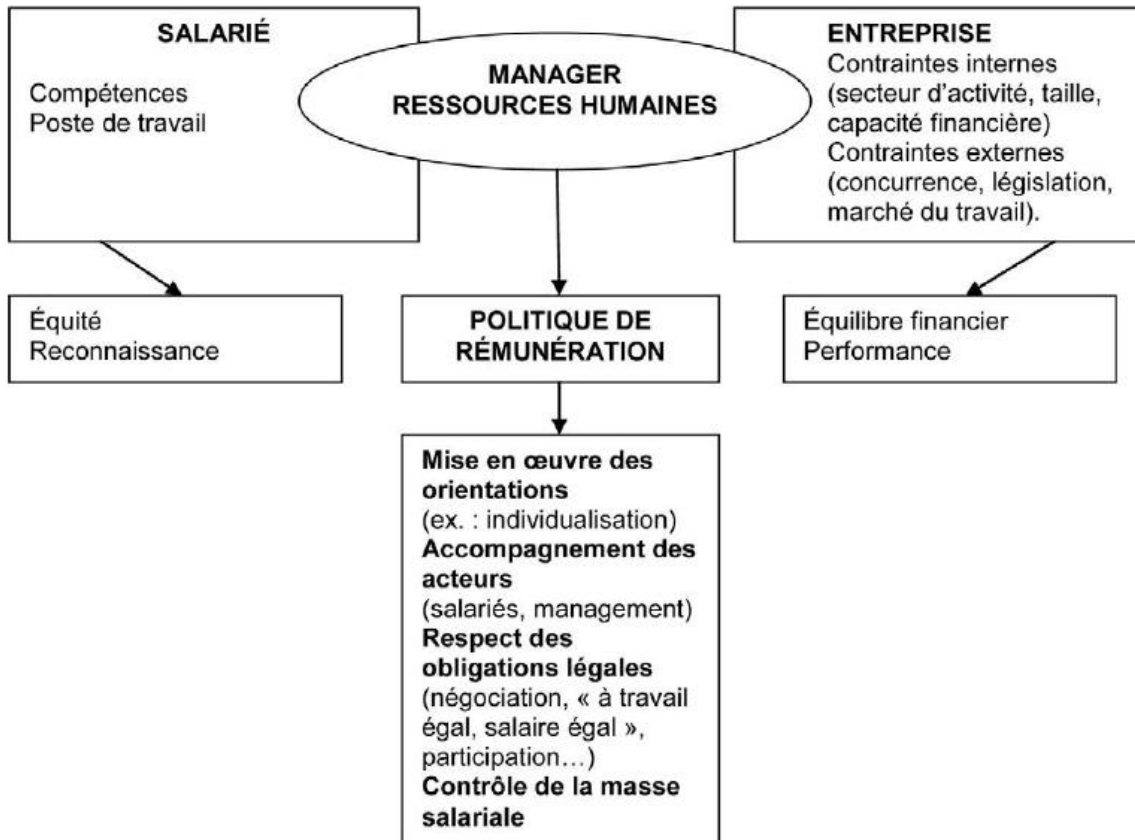 SALARIÉ
Compétences
Poste de travail
MANAGER
RESSOURCES HUMAINES
ENTREPRISE
Contraintes internes
(secteur d'activité, taille,
capacité financière)
Contraintes externes
(concurrence, législation,
marché du travail).
Équité
Reconnaissance
POLITIQUE DE
RÉMUNÉRATION
Équilibre financier
Performance
Mise en œuvre des
orientations
(ex. : individualisation)
Accompagnement des
acteurs
(salariés, management)
Respect des
obligations légales
(négociation, « à travail
égal, salaire égal »,
participation…)
Contrôle de la masse
salariale